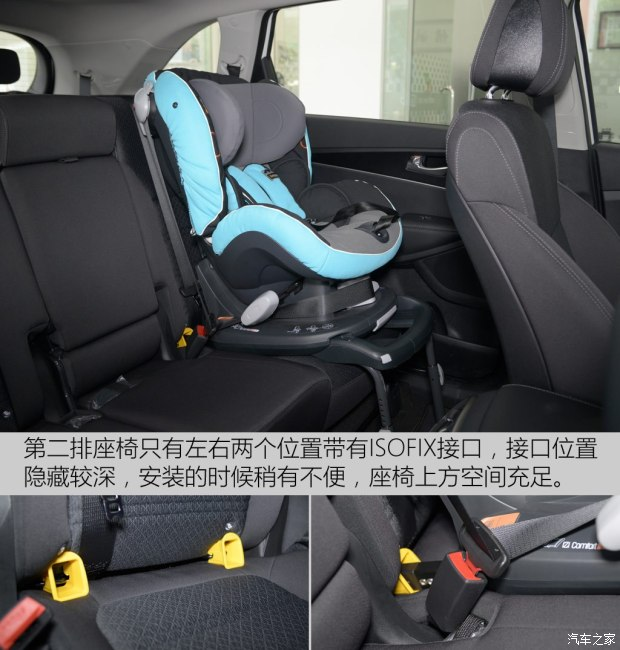 第二排座椅只有左右两个位置带有ISOFIX接口，接口位置
隐藏较深，安装的时候稍有不便，座椅上方空间充足。
Comfort
汽车之家